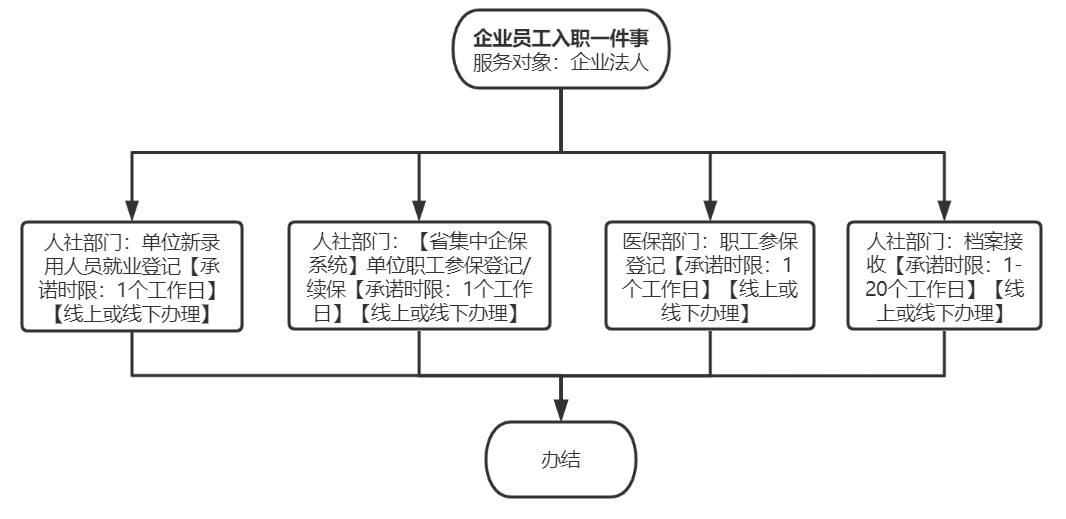 企业员工入职一件事
服务对象：企业法人
人社部门：单位新录
用人员就业登记【承
诺时限：1个工作日】
【线上或线下办理】
人社部门：【省集中企保
系统】单位职工参保登记/
续保【承诺时限：1个工作
日】【线上或线下办理】
医保部门：职工参保
登记【承诺时限：1
个工作日】【线上或
线下办理】
人社部门：档案接
收【承诺时限：1-
20个工作日】【线
上或线下办理】
办结